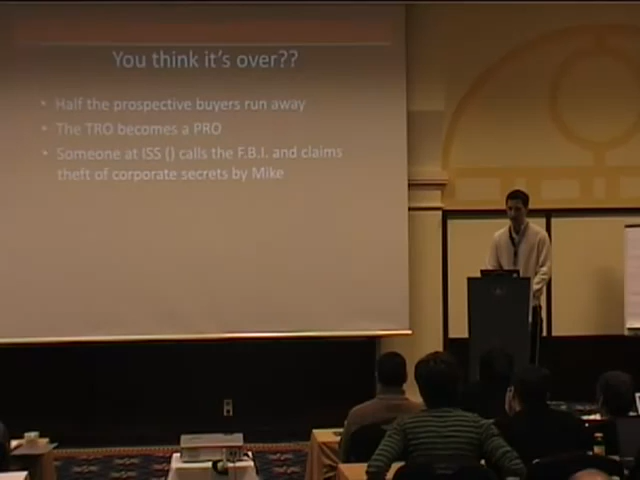 You think it's over??
• Half the prospective buyers run away
• The TRO becomes a PRO
• Someone at ISS () calls the F.B.I. and claims
theft of corporate secrets by Mike